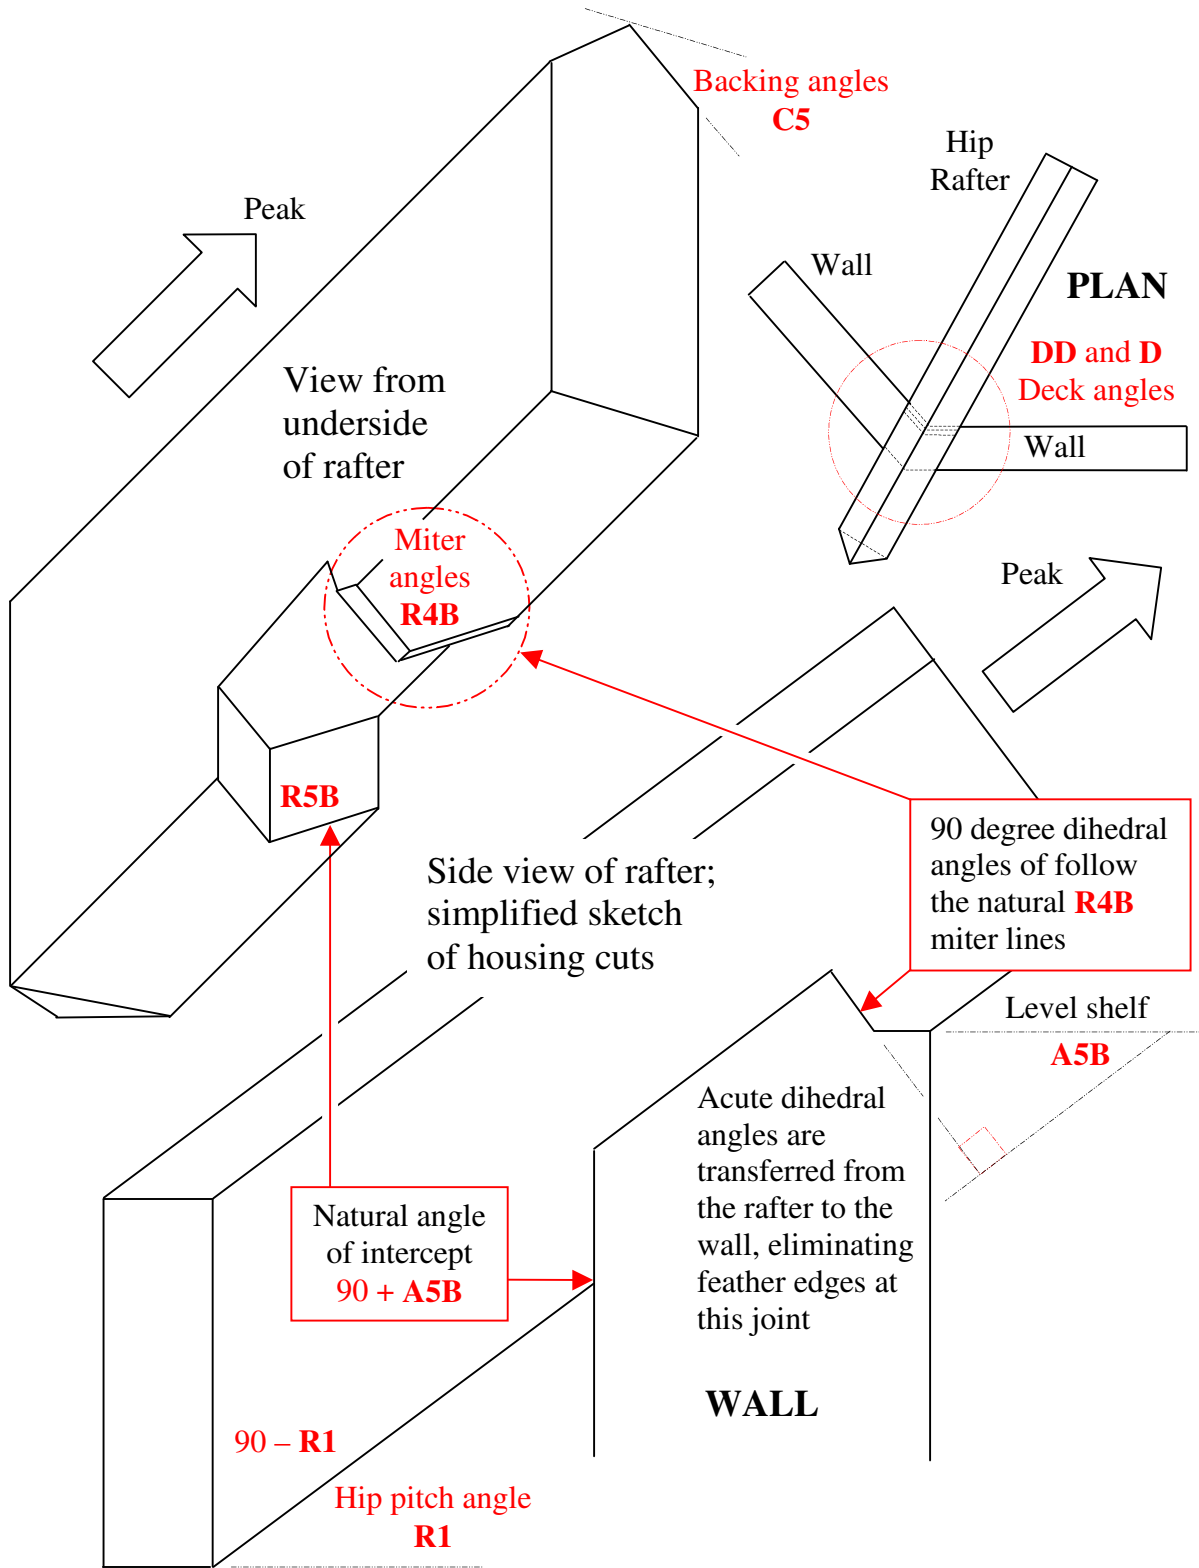 Backing angles
C5
Hip
Rafter
Peak
Wall
PLAN
DD and D
Deck angles
Wall
View from
underside
of rafter
Miter
angles
R4B
Peak
R5B
90 degree dihedral
angles of follow
the natural R4B
miter lines
Side view of rafter;
simplified sketch
of housing cuts
Level shelf
A5B
Acute dihedral
angles are
transferred from
the rafter to the
wall, eliminating
feather edges at
this joint
Natural angle
of intercept
90 + A5B
WALL
90 – R1
Hip pitch angle
R1